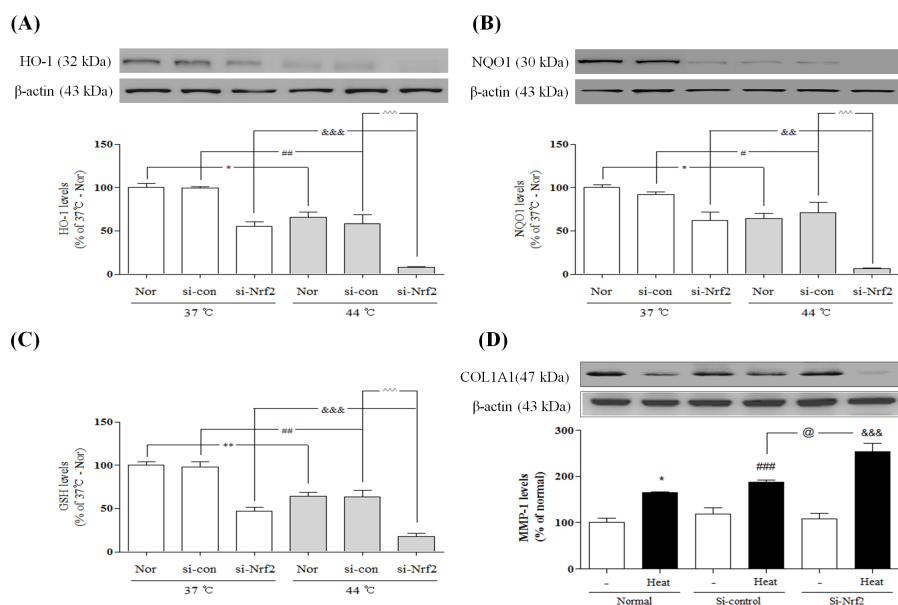 (A)
HO-1 (32 kDa)
β-actin (43 kDa)
^^^
&&&
##
*
HO-1 levels
(% of 37℃ - Nor)
150
100
50
0
Nor si-con si-Nrf2 Nor si-con si-Nrf2
37 ℃ 44 ℃
(B)
NQO1 (30 kDa)
β-actin (43 kDa)
^^^
&&
#
*
NQO1 levels
(% of 37℃ - Nor)
150
100
50
0
Nor si-con si-Nrf2 Nor si-con si-Nrf2
37 ℃ 44 ℃
(C)
^^^
&&&
##
**
GSH levels
(% of 37℃ - Nor)
150
100
50
0
Nor si-con si-Nrf2 Nor si-con si-Nrf2
37 ℃ 44 ℃
(D)
COL1A1(47 kDa)
β-actin (43 kDa)
@ &&&
###
*
MMP-1 levels
(% of normal)
300
200
100
0
- Heat - Heat - Heat
Normal Si-control Si-Nrf2